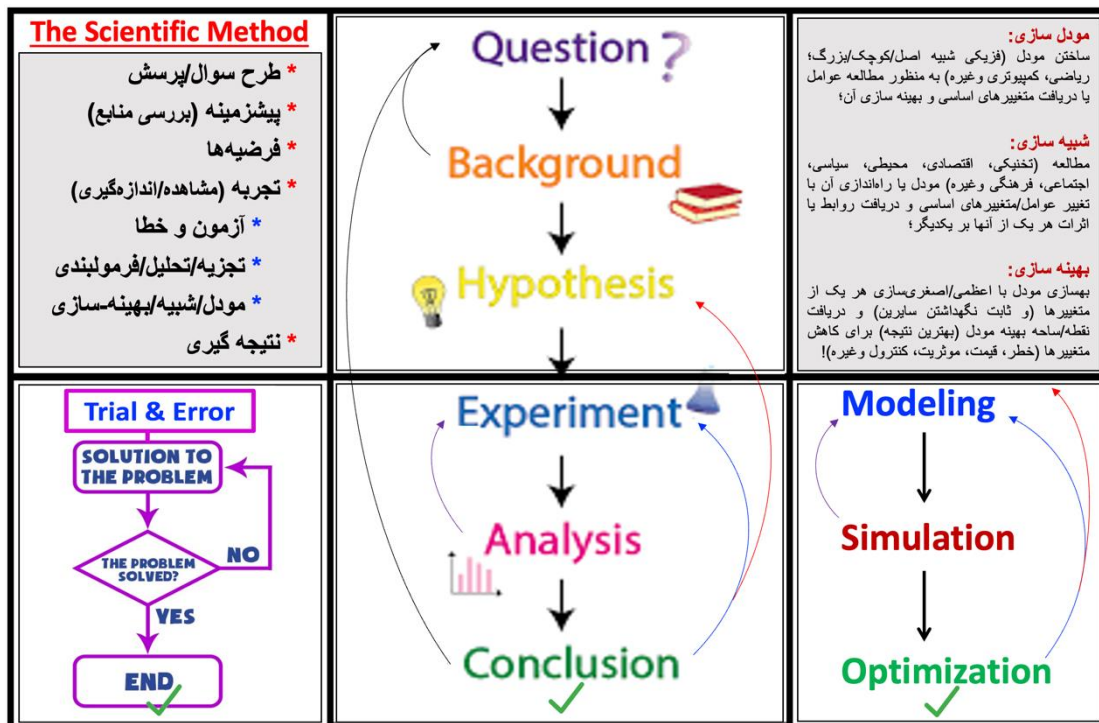 The Scientific Method
* طرح سوال/پرسش
* پیشزمینه (بررسی منابع)
* فرضیه‌ها
* تجربه (مشاهده/اندازه‌گیری)
* آزمون و خطا
* تجزیه/تحلیل/فرمولبندی
* مودل/شبیه/بهینه-سازی
* نتیجه گیری
Question ?
Background
Hypothesis
مودل سازی:
ساختن مودل (فزیکی شبیه اصل/کوچک/بزرگ؛
ریاضی، کمپیوتری وغیره) به منظور مطالعه عوامل
یا دریافت متغییرهای اساسی و بهینه سازی آن؛
شبیه سازی:
مطالعه (تخنیکی، اقتصادی، محیطی، سیاسی،
اجتماعی، فرهنگی وغیره) مودل یا راه‌اندازی آن با
تغییر عوامل/متغییرهای اساسی و دریافت روابط یا
اثرات هر یک از آنها بر یکدیگر؛
بهینه سازی:
بهسازی مودل با اعظمی/اصغری‌سازی هر یک از
متغییرها (و ثابت نگهداشتن سایرین) و دریافت
نقطه/ساحه بهینه مودل (بهترین نتیجه) برای کاهش
متغییرها (خطر، قیمت، موثریت، کنترول وغیره)!
Trial & Error
SOLUTION TO
THE PROBLEM
THE PROBLEM
SOLVED?
NO
YES
END
Experiment
Analysis
Conclusion
Modeling
Simulation
Optimization